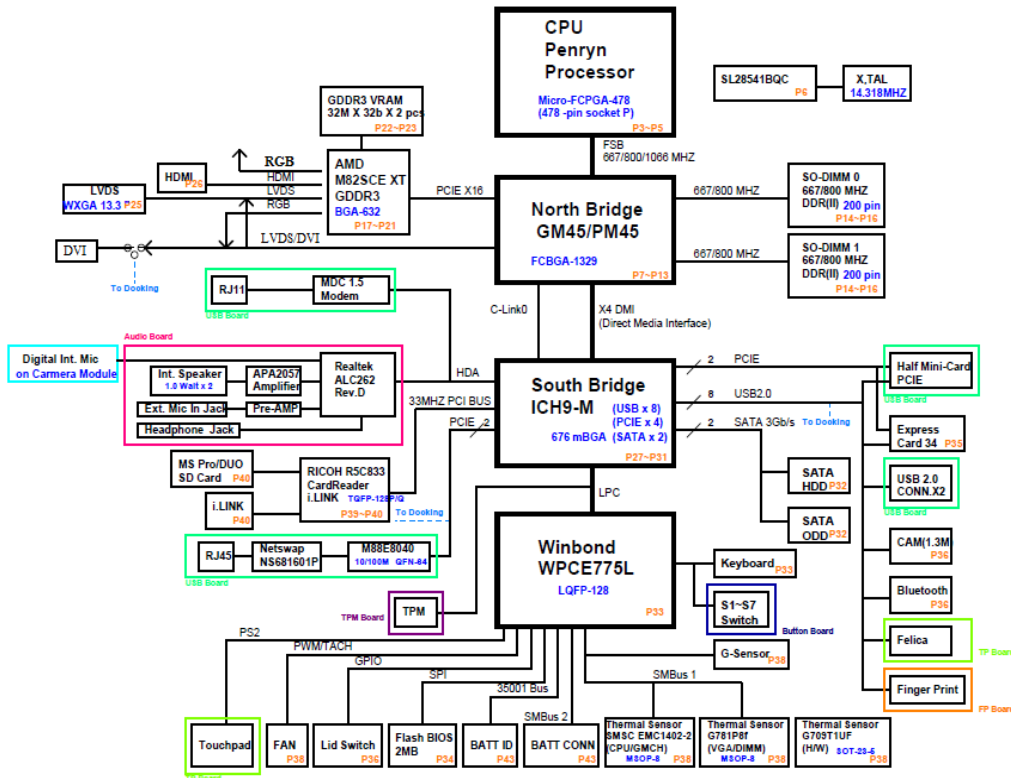 CPU
Penryn
Processor
Micro-FCPGA-478
(478 -pin socket P)
P3~P5
SL28541BQC
P6
X,TAL
14.318MHZ
GDDR3 VRAM
32M X 32b X 2 pcs
P22~P23
FSB
667/800/1066 MHZ
RGB
HDMI
P26
HDMI
LVDS
RGB
LVDS
WXGA 13.3 P25
AMD
M82SCE XT
GDDR3
BGA-632
P17~P21
PCIE X16
North Bridge
GM45/PM45
FCBGA-1329
P7~P13
667/800 MHZ
SO-DIMM 0
667/800 MHZ
DDR(II) 200 pin
P14~P16
667/800 MHZ
SO-DIMM 1
667/800 MHZ
DDR(II) 200 pin
P14~P16
DVI
LVDS/DVI
To Dooking
RJ11
MDC 1.5
Modem
USB Board
C-Link0
X4 DMI
(Direct Media Interface)
Audio Board
Digital Int. Mic
on Carmera Module
Int. Speaker
1.0 Walt x 2
APA2057
Amplifier
Ext. Mic In Jack
Pre-AMP
Headphone Jack
Realtek
ALC262
Rev.D
HDA
33MHZ PCI BUS
PCIE 2
South Bridge
ICH9-M
(USB x 8)
(PCIE x 4)
676 mBGA (SATA x 2)
P27~P31
2 PCIE
8 USB2.0
To Dooking
2 SATA 3Gb/s
Half Mini-Card
PCIE
USB Board
Express
Card 34 P35
USB 2.0
CONN.X2
USB Board
MS Pro/DUO
SD Card P40
i.LINK
P40
RICOH R5C833
CardReader
i.LINK TQFP-128P/Q
P39~P40
To Dooking
SATA
HDD P32
SATA
ODD P32
LPC
RJ45
Netswap
NS681601P
M88E8040
10/100M QFN-64
USB Board
Winbond
WPCE775L
LQFP-128
P33
Keyboard
P33
S1~S7
Switch
Button Board
CAM(1.3M)
P36
Bluetooth
P36
TPM
TPM Board
Felica
TP Board
Finger Print
FP Board
G-Sensor
P38
PS2
PWM/TACH
GPIO
SPI
35001 Bus
SMBus 2
SMBus 1
Touchpad
FAN
P38
Lid Switch
P36
Flash BIOS
2MB
P34
BATT ID
P43
BATT CONN
P43
Thermal Sensor
SMSC EMC1402-2
(CPU/GMCH)
MSOP-8 P38
Thermal Sensor
G781P8f
(VGA/DIMM)
MSOP-8 P38
Thermal Sensor
G709T1UF
(H/W) SOT-23-5
P38